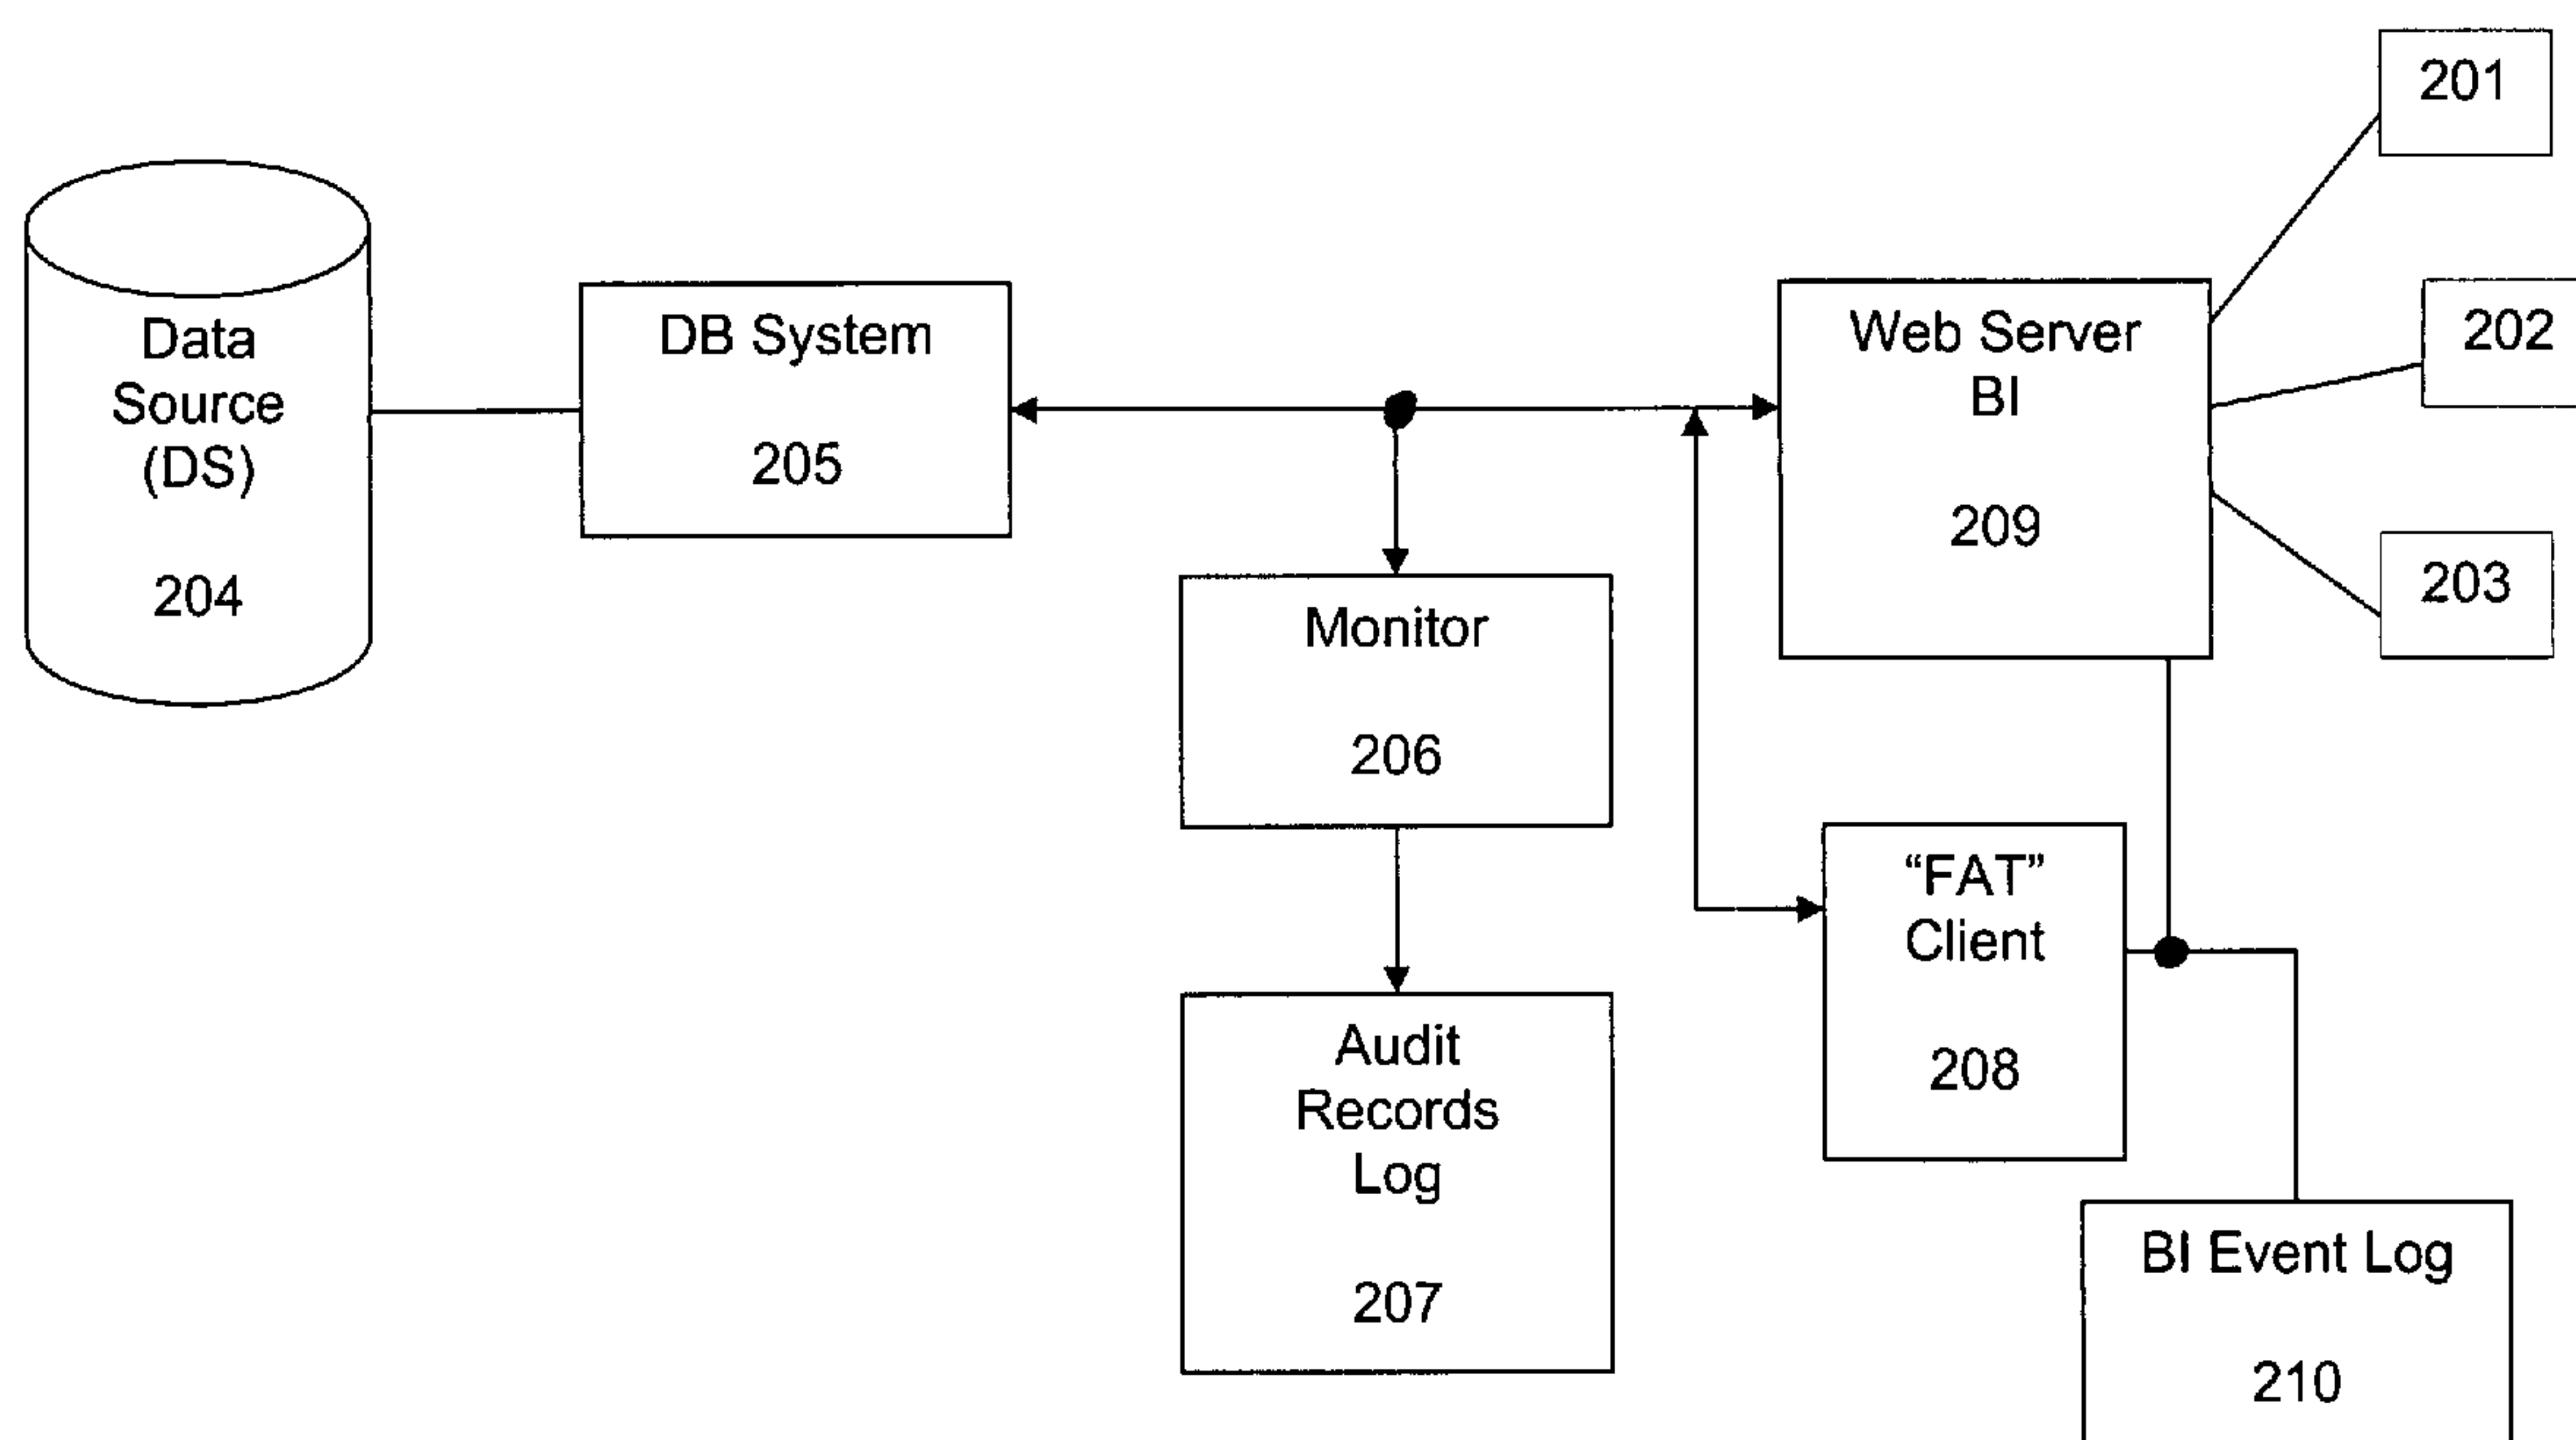 201
Data
Source
(DS)
204
DB System
205
Web Server
BI
209
202
203
Monitor
206
"FAT"
Client
208
Audit
Records
Log
207
BI Event Log
210